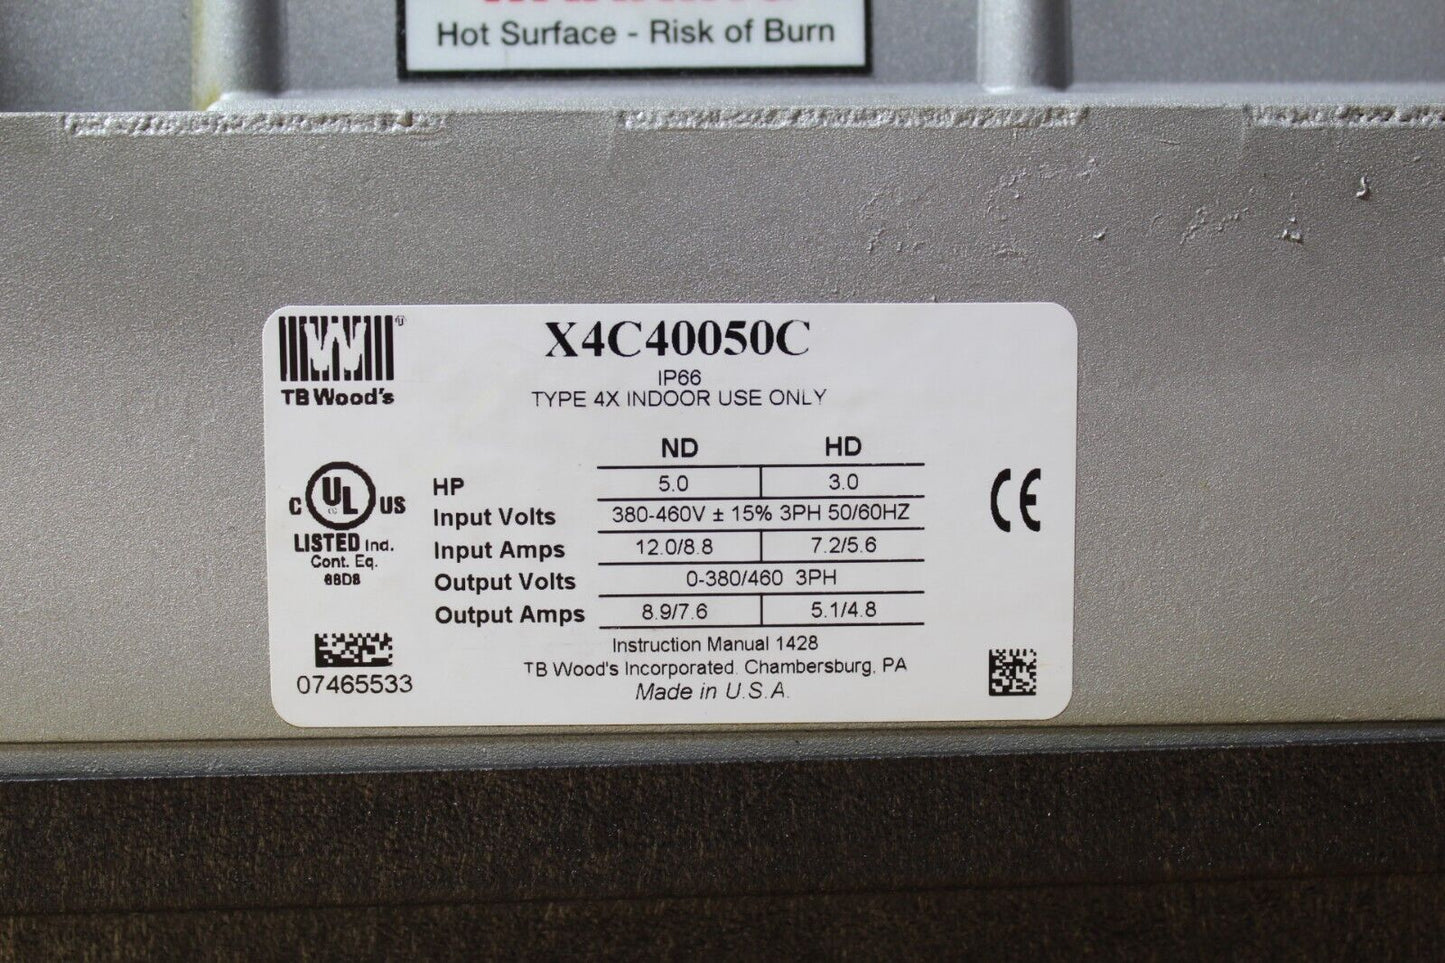 Hot Surface - Risk of Burn
TB Wood's
X4C40050C
IP66
TYPE 4X INDOOR USE ONLY
ND HD
HP 5.0 3.0
Input Volts 380-460V ± 15% 3PH 50/60HZ
Input Amps 12.0/8.8 7.2/5.6
Output Volts 0-380/460 3PH
Output Amps 8.9/7.6 5.1/4.8
C UL US
LISTED Ind.
Cont. Eq.
68D8
CE
07465533
Instruction Manual 1428
TB Wood's Incorporated. Chambersburg, PA
Made in U.S.A.